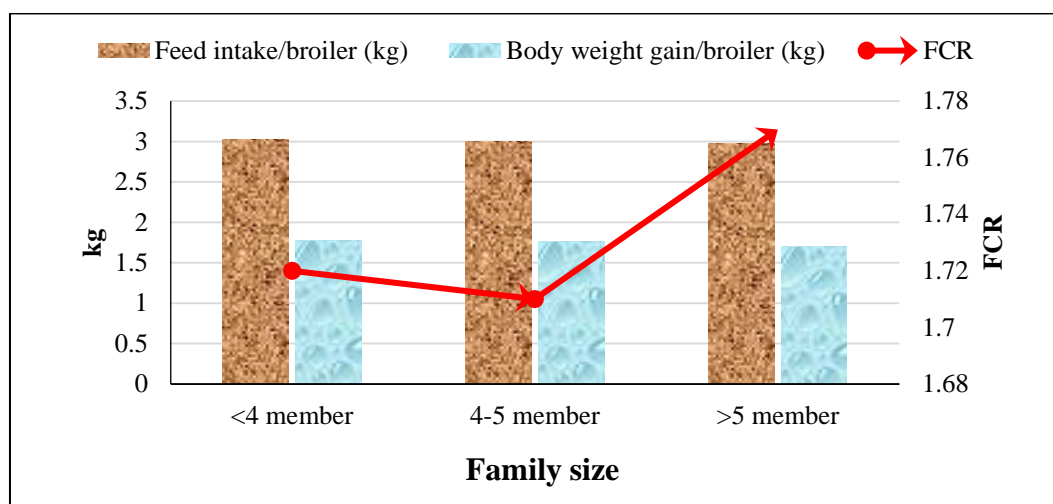 Feed intake/broiler (kg) Body weight gain/broiler (kg) FCR
3.5
3
2.5
2
1.5
1
0.5
0
kg
1.78
1.76
1.74
1.72
1.7
1.68
FCR
<4 member 4-5 member >5 member
Family size